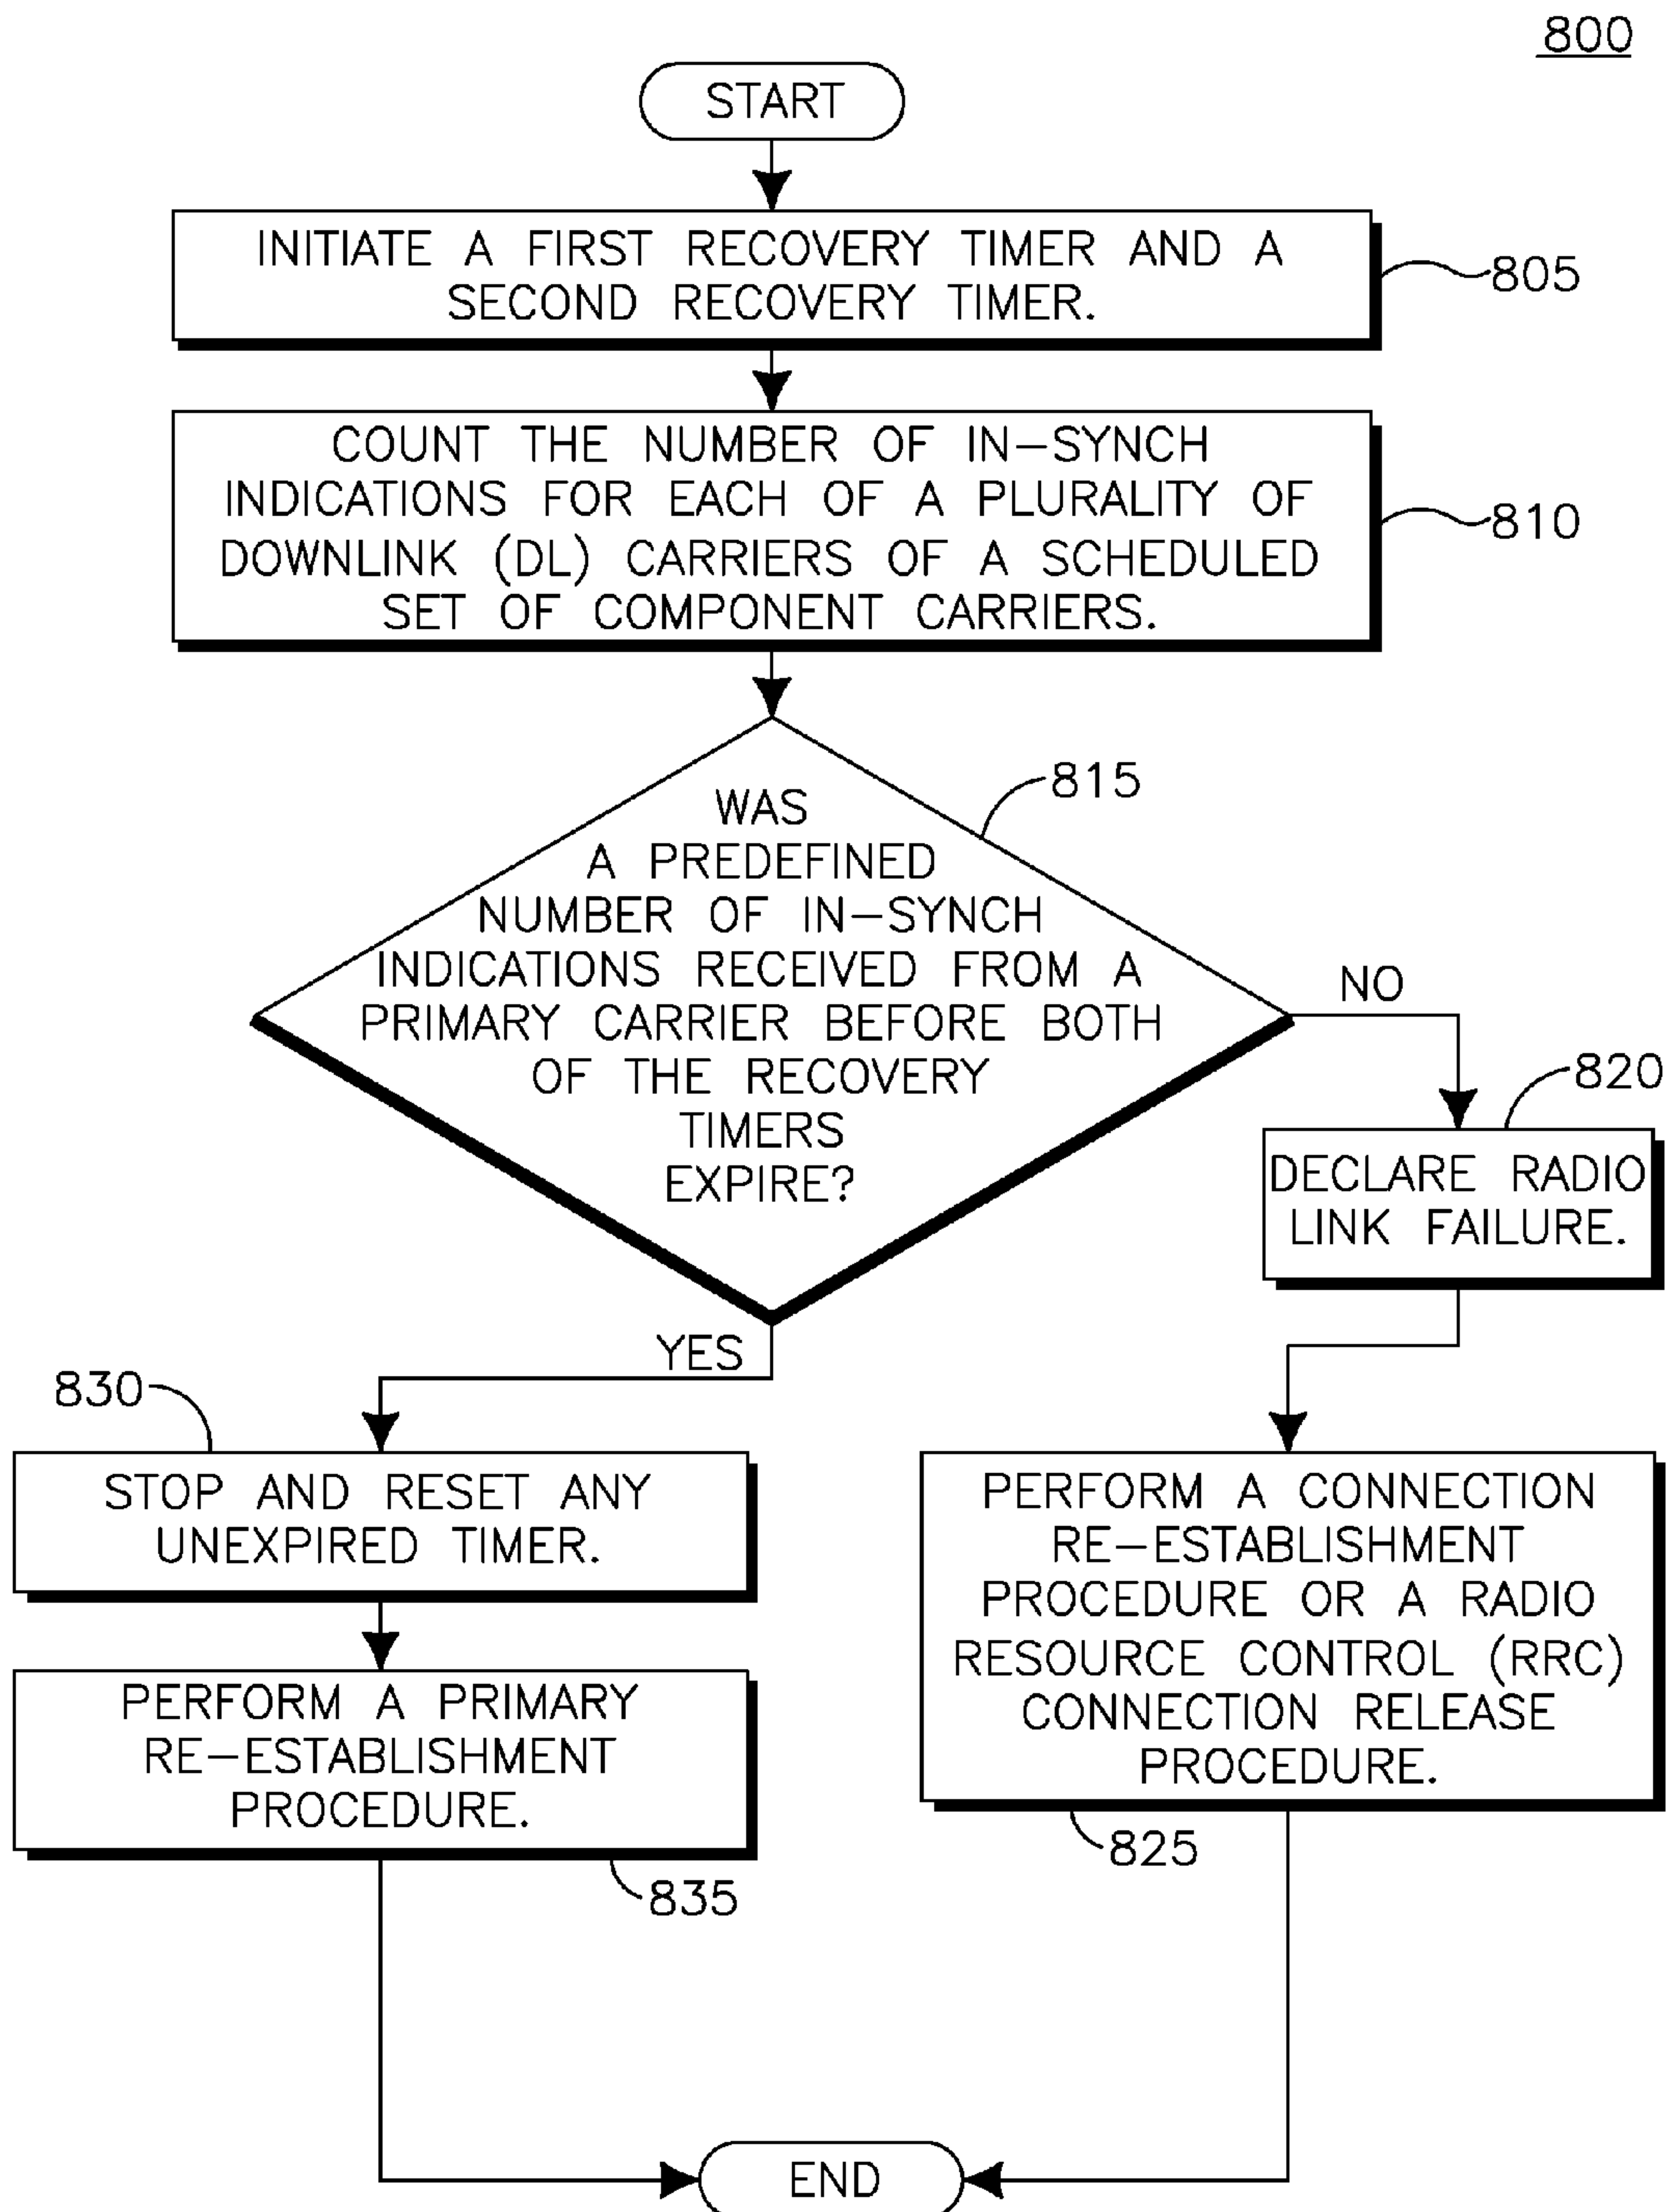 800
START
INITIATE A FIRST RECOVERY TIMER AND A
SECOND RECOVERY TIMER.
805
COUNT THE NUMBER OF IN-SYNCH
INDICATIONS FOR EACH OF A PLURALITY OF
DOWNLINK (DL) CARRIERS OF A SCHEDULED
SET OF COMPONENT CARRIERS.
810
815
WAS
A PREDEFINED
NUMBER OF IN-SYNCH
INDICATIONS RECEIVED FROM A
PRIMARY CARRIER BEFORE BOTH
OF THE RECOVERY
TIMERS
EXPIRE?
NO
820
DECLARE RADIO
LINK FAILURE.
YES
830
STOP AND RESET ANY
UNEXPIRED TIMER.
PERFORM A PRIMARY
RE-ESTABLISHMENT
PROCEDURE.
835
PERFORM A CONNECTION
RE-ESTABLISHMENT
PROCEDURE OR A RADIO
RESOURCE CONTROL (RRC)
CONNECTION RELEASE
PROCEDURE.
825
END